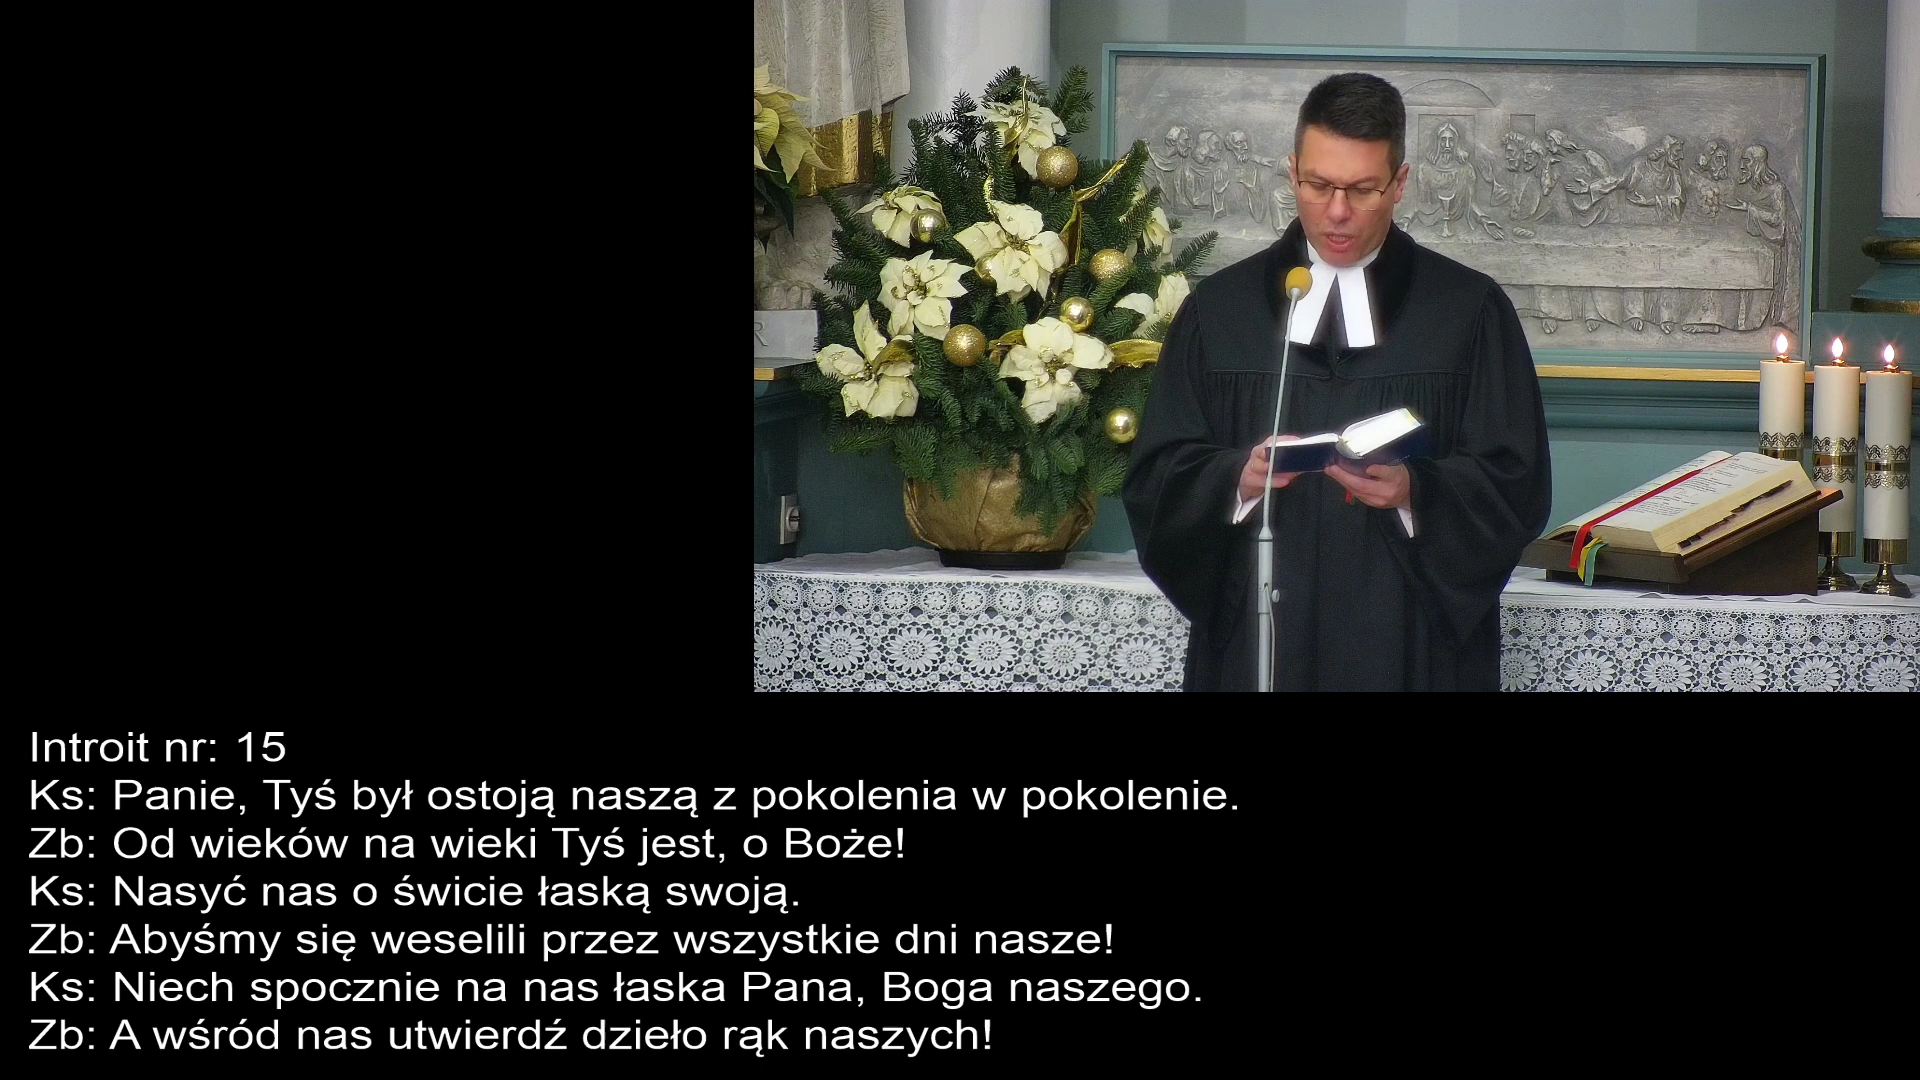 Introit nr: 15
Ks: Panie, Tyś był ostoją naszą z pokolenia w pokolenie.
Zb: Od wieków na wieki Tyś jest, o Boże!
Ks: Nasyć nas o świcie łaską swoją.
Zb: Abyśmy się weselili przez wszystkie dni nasze!
Ks: Niech spocznie na nas łaska Pana, Boga naszego.
Zb: A wśród nas utwierdź dzieło rąk naszych!